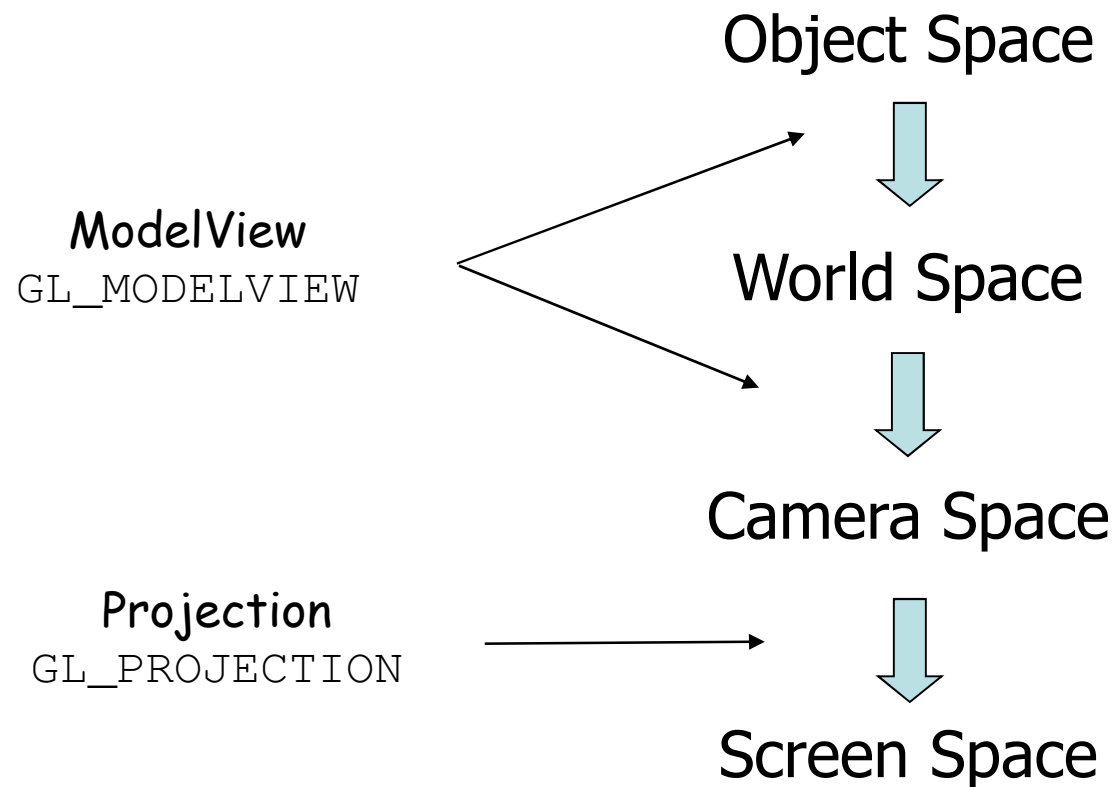 Object Space
ModelView
GL_MODELVIEW
World Space
Camera Space
Projection
GL_PROJECTION
Screen Space